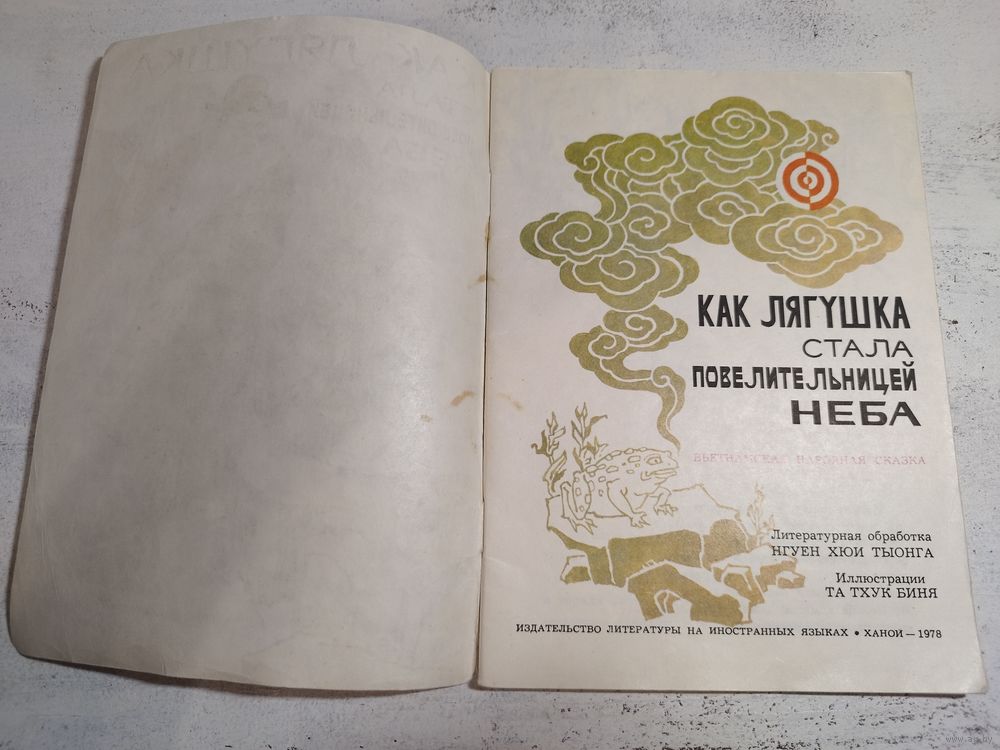 КАК ЛЯГУШКА
СТАЛА
ПОВЕЛИТЕЛЬНИЦЕЙ
НЕБА
ВЬЕТНАМСКАЯ НАРОДНАЯ СКАЗКА
Литературная обработка
НГУЕН ХЮИ ТЫОНГА
Иллюстрации
ТА ТХУК БИНЯ
ИЗДАТЕЛЬСТВО ЛИТЕРАТУРЫ НА ИНОСТРАННЫХ ЯЗЫКАХ • ХАНОИ — 1978